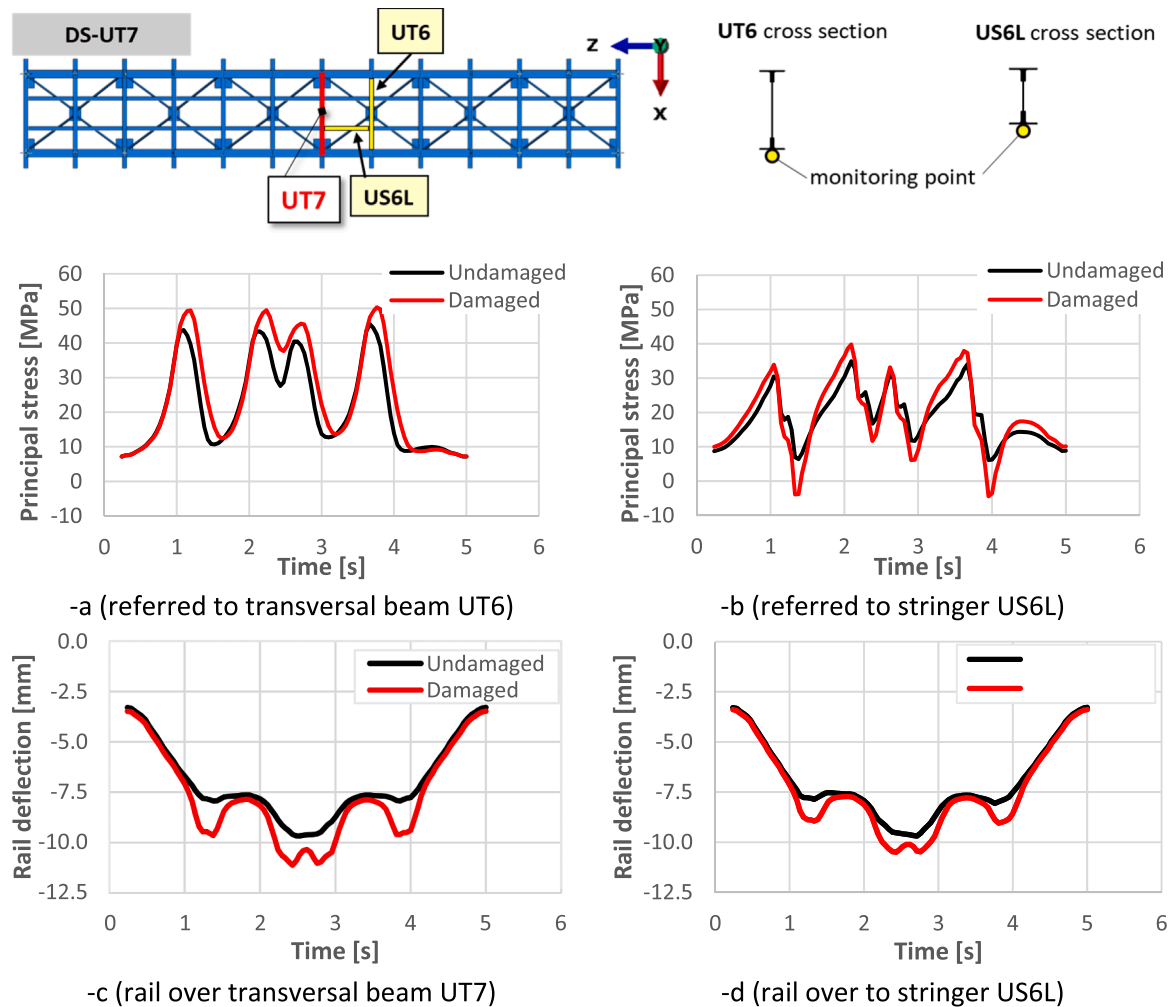 DS-UT7
UT6
Z
Y
X
UT6 cross section
US6L cross section
UT7
US6L
monitoring point
Principal stress [MPa]
60
50
40
30
20
10
0
-10
0 1 2 3 4 5 6
Time [s]
Undamaged
Damaged
-a (referred to transversal beam UT6)
Principal stress [MPa]
60
50
40
30
20
10
0
-10
0 1 2 3 4 5 6
Time [s]
Undamaged
Damaged
-b (referred to stringer US6L)
Rail deflection [mm]
0.0
-2.5
-5.0
-7.5
-10.0
-12.5
0 1 2 3 4 5 6
Time [s]
Undamaged
Damaged
-c (rail over transversal beam UT7)
Rail deflection [mm]
0.0
-2.5
-5.0
-7.5
-10.0
-12.5
0 1 2 3 4 5 6
Time [s]
-d (rail over to stringer US6L)